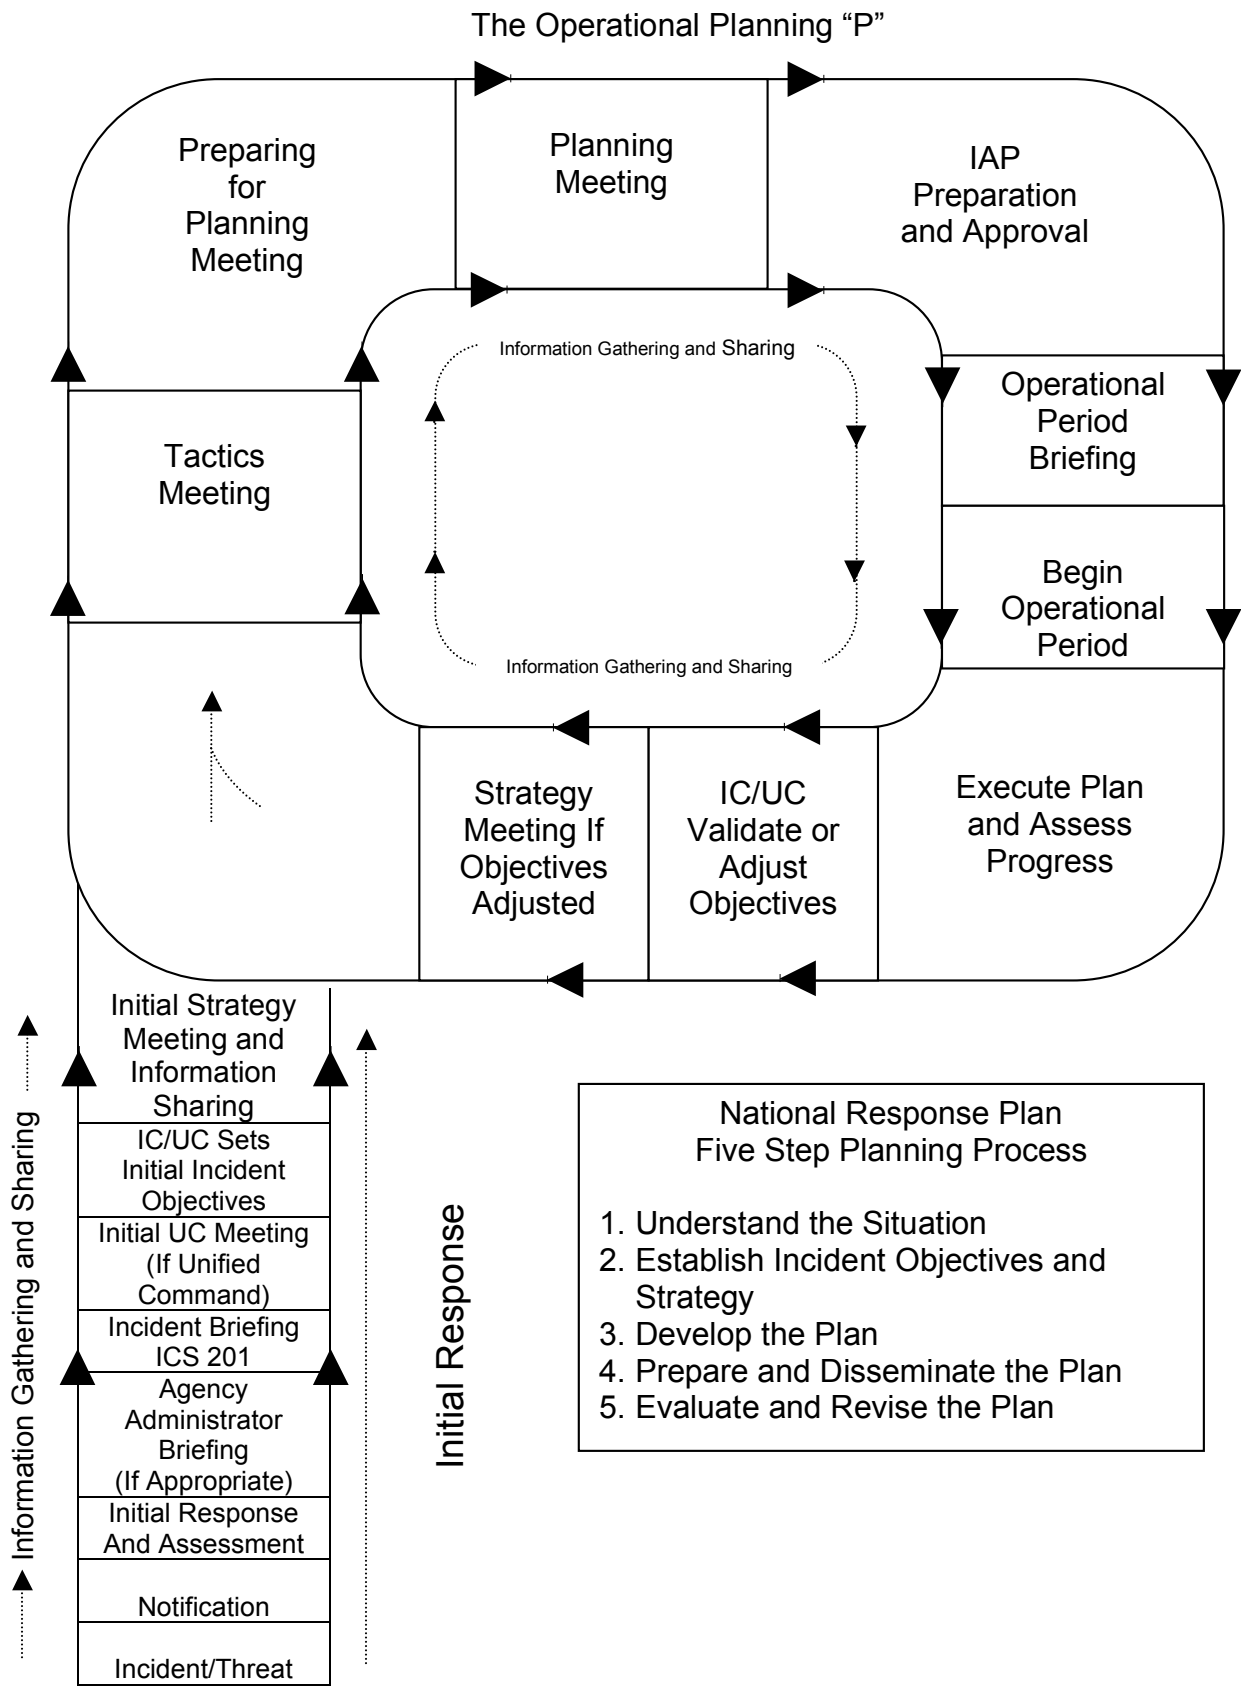 The Operational Planning “P”
Preparing
for
Planning
Meeting
Planning
Meeting
IAP
Preparation
and Approval
Information Gathering and Sharing
Operational
Period
Briefing
Tactics
Meeting
Begin
Operational
Period
Information Gathering and Sharing
Strategy
Meeting If
Objectives
Adjusted
IC/UC
Validate or
Adjust
Objectives
Execute Plan
and Assess
Progress
Initial Strategy
Meeting and
Information
Sharing
IC/UC Sets
Initial Incident
Objectives
Initial UC Meeting
(If Unified
Command)
Incident Briefing
ICS 201
Agency
Administrator
Briefing
(If Appropriate)
Initial Response
And Assessment
Notification
Incident/Threat
Information Gathering and Sharing
Initial Response
National Response Plan
Five Step Planning Process
1. Understand the Situation
2. Establish Incident Objectives and
Strategy
3. Develop the Plan
4. Prepare and Disseminate the Plan
5. Evaluate and Revise the Plan